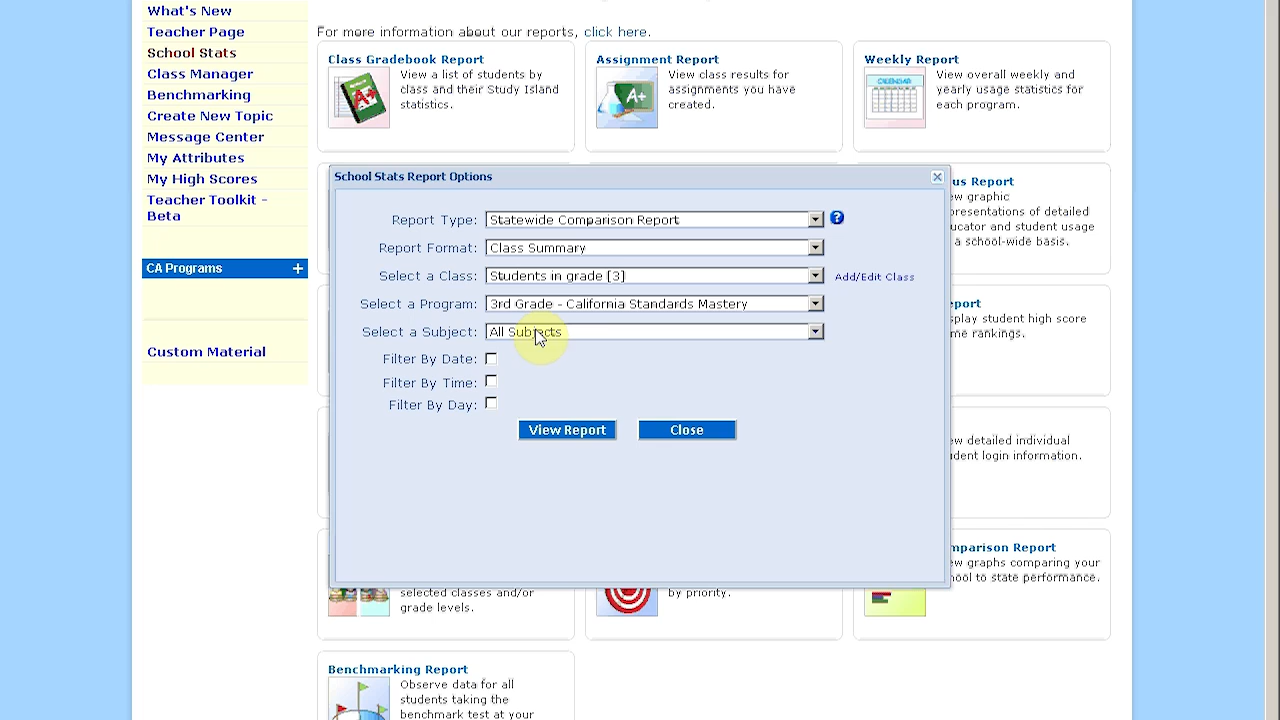 What's New
Teacher Page
School Stats
Class Manager
Benchmarking
Create New Topic
Message Center
My Attributes
My High Scores
Teacher Toolkit -
Beta
CA Programs +
Custom Material
For more information about our reports, click here.
Class Gradebook Report
View a list of students by
class and their Study Island
statistics.
Assignment Report
View class results for
assignments you have
created.
Weekly Report
View overall weekly and
yearly usage statistics for
each program.
CALENDAR
A+
A+
School Stats Report Options
Report Type: Statewide Comparison Report
Report Format: Class Summary
Select a Class: Students in grade [3] Add/Edit Class
Select a Program: 3rd Grade - California Standards Mastery
Select a Subject: All Subjects
Filter By Date:
Filter By Time:
Filter By Day:
View Report Close
us Report
graphic
presentations of detailed
ucator and student usage
a school-wide basis.
port
play student high score
me rankings.
detailed individual
dent login information.
selected classes and/or
grade levels.
by priority.
mparison Report
graphs comparing your
hool to state performance.
Benchmarking Report
Observe data for all
students taking the
benchmark test at your